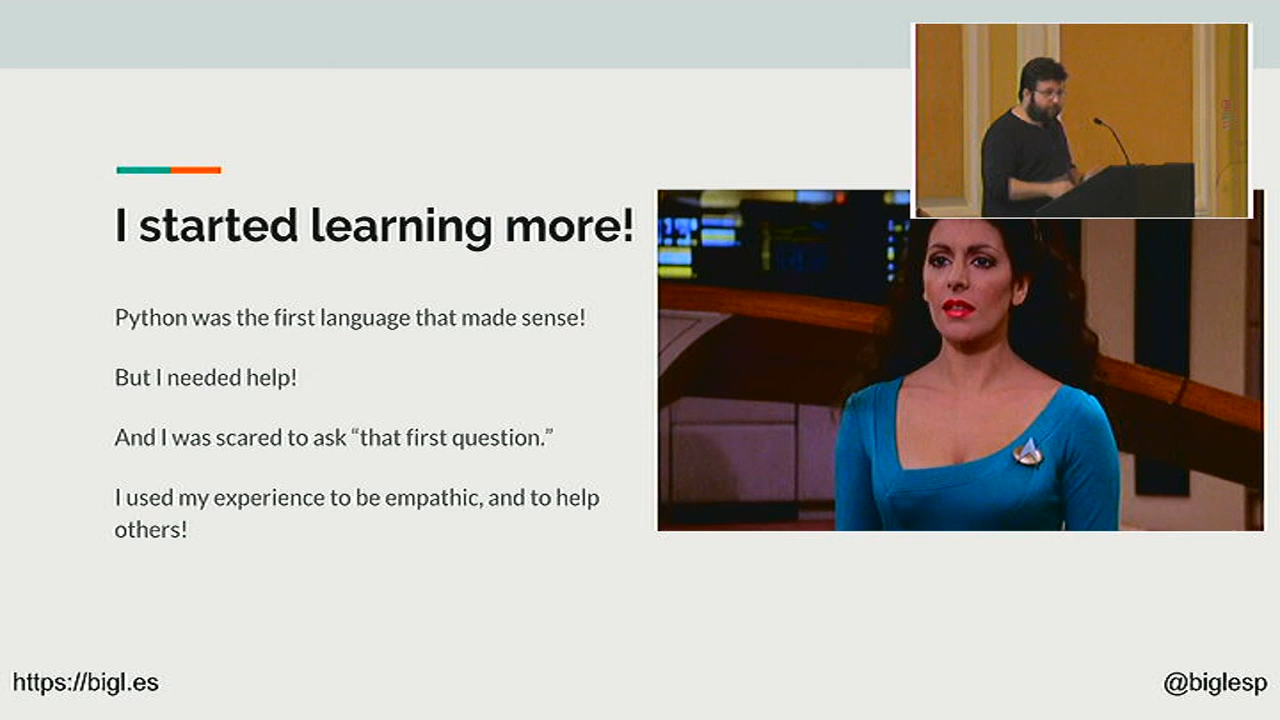 I started learning more!
Python was the first language that made sense!
But I needed help!
And I was scared to ask “that first question.”
I used my experience to be empathic, and to help
others!
https://bigl.es
@biglesp